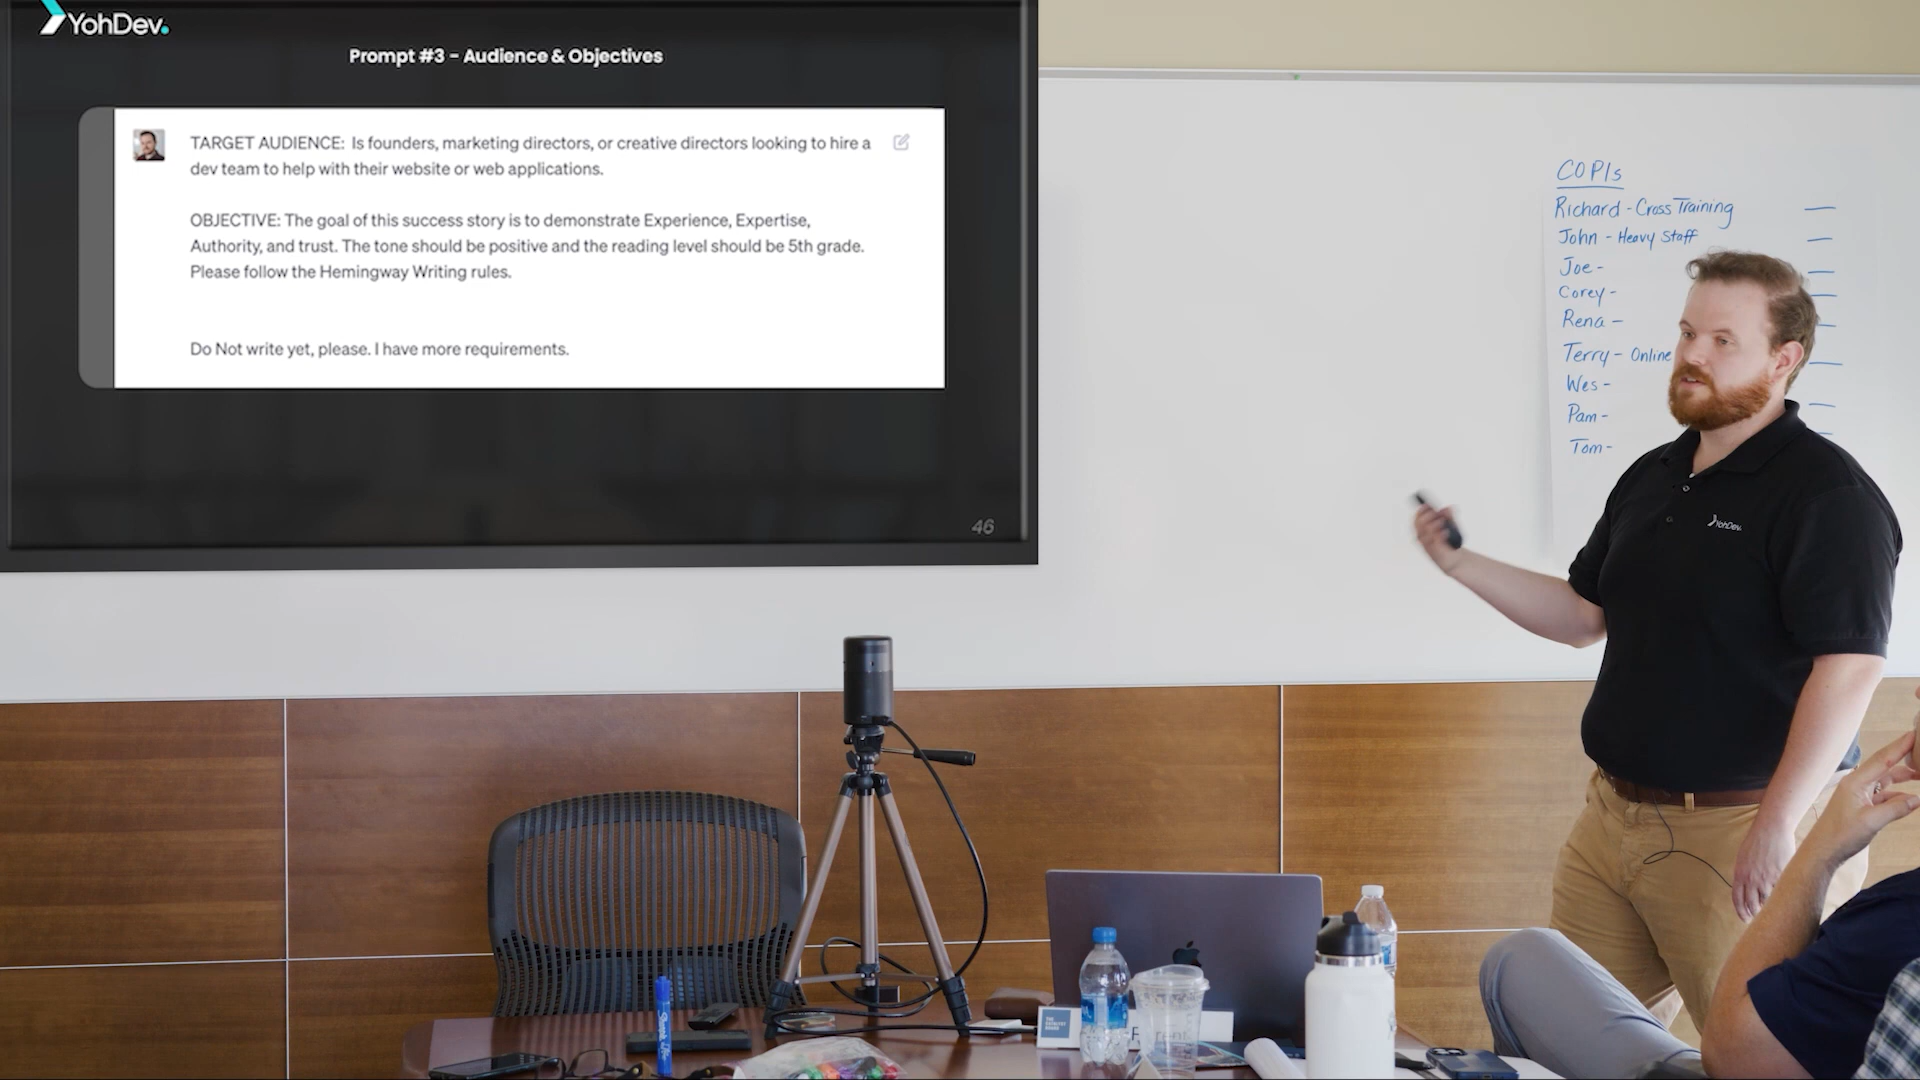 YohDev.
Prompt #3 - Audience & Objectives
TARGET AUDIENCE: Is founders, marketing directors, or creative directors looking to hire a
dev team to help with their website or web applications.
OBJECTIVE: The goal of this success story is to demonstrate Experience, Expertise,
Authority, and trust. The tone should be positive and the reading level should be 5th grade.
Please follow the Hemingway Writing rules.
Do Not write yet, please. I have more requirements.
46
COPIs
Richard - Cross Training
John - Heavy Staff
Joe -
Corey -
Rena -
Terry - Online
Wes -
Pam -
Tom -
YohDev.